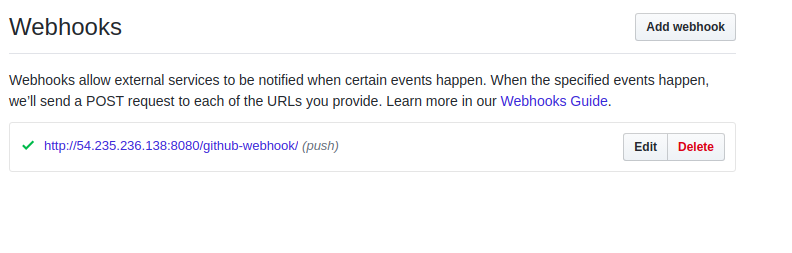 Webhooks
Add webhook
Webhooks allow external services to be notified when certain events happen. When the specified events happen,
we’ll send a POST request to each of the URLs you provide. Learn more in our Webhooks Guide.
http://54.235.236.138:8080/github-webhook/ (push)
Edit
Delete